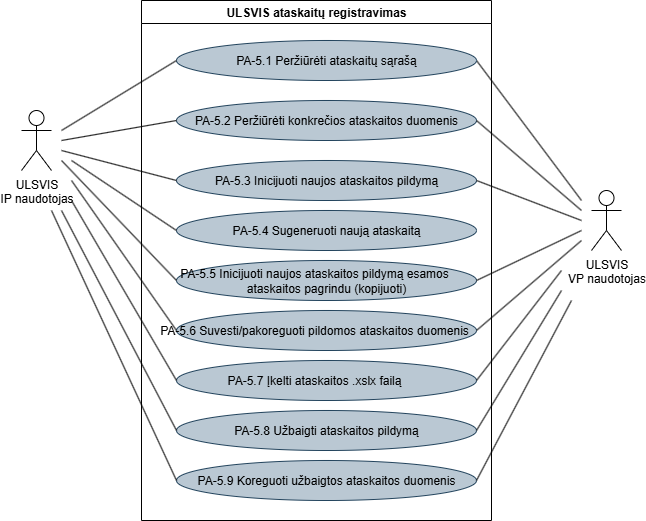 ULSVIS ataskaitų registravimas
PA-5.1 Peržiūrėti ataskaitų sąrašą
PA-5.2 Peržiūrėti konkrečios ataskaitos duomenis
PA-5.3 Inicijuoti naujos ataskaitos pildymą
PA-5.4 Sugeneruoti naują ataskaitą
PA-5.5 Inicijuoti naujos ataskaitos pildymą esamos
ataskaitos pagrindu (kopijuoti)
PA-5.6 Suvesti/pakoreguoti pildomos ataskaitos duomenis
PA-5.7 Įkelti ataskaitos .xslx failą
PA-5.8 Užbaigti ataskaitos pildymą
PA-5.9 Koreguoti užbaigtos ataskaitos duomenis
ULSVIS
IP naudotojas
ULSVIS
VP naudotojas